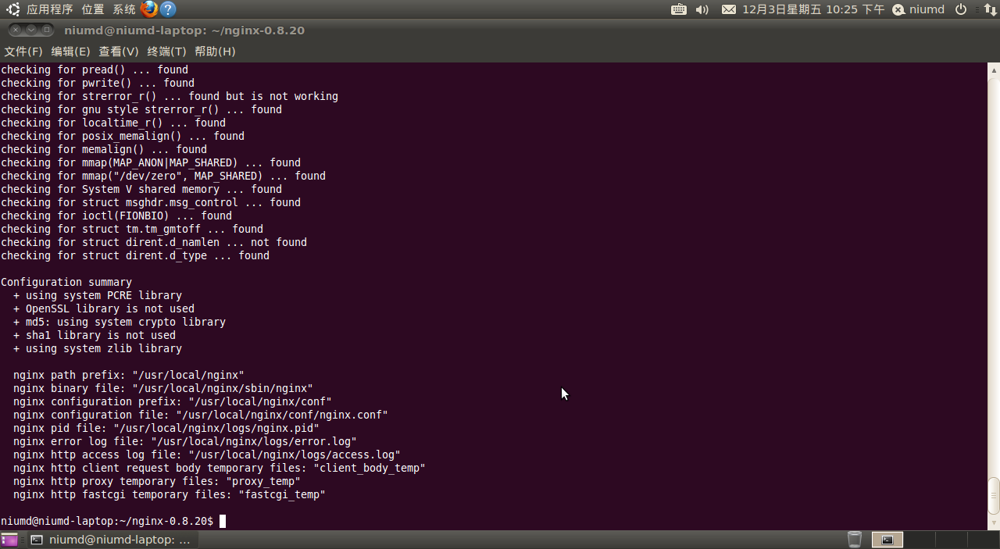 应用程序 位置 系统 12月3日星期五 10:25 下午 niumd
niumd@niumd-laptop: ~/nginx-0.8.20
文件(F) 编辑(E) 查看(V) 终端(T) 帮助(H)
checking for pread() ... found
checking for pwrite() ... found
checking for strerror_r() ... found but is not working
checking for gnu style strerror_r() ... found
checking for localtime_r() ... found
checking for posix_memalign() ... found
checking for memalign() ... found
checking for mmap(MAP_ANON|MAP_SHARED) ... found
checking for mmap("/dev/zero", MAP_SHARED) ... found
checking for System V shared memory ... found
checking for struct msghdr.msg_control ... found
checking for ioctl(FIONBIO) ... found
checking for struct tm.tm_gmtoff ... found
checking for struct dirent.d_namlen ... not found
checking for struct dirent.d_type ... found
Configuration summary
+ using system PCRE library
+ OpenSSL library is not used
+ md5: using system crypto library
+ sha1 library is not used
+ using system zlib library
nginx path prefix: "/usr/local/nginx"
nginx binary file: "/usr/local/nginx/sbin/nginx"
nginx configuration prefix: "/usr/local/nginx/conf"
nginx configuration file: "/usr/local/nginx/conf/nginx.conf"
nginx pid file: "/usr/local/nginx/logs/nginx.pid"
nginx error log file: "/usr/local/nginx/logs/error.log"
nginx http access log file: "/usr/local/nginx/logs/access.log"
nginx http client request body temporary files: "client_body_temp"
nginx http proxy temporary files: "proxy_temp"
nginx http fastcgi temporary files: "fastcgi_temp"
niumd@niumd-laptop:~/nginx-0.8.20$
niumd@niumd-laptop: ...